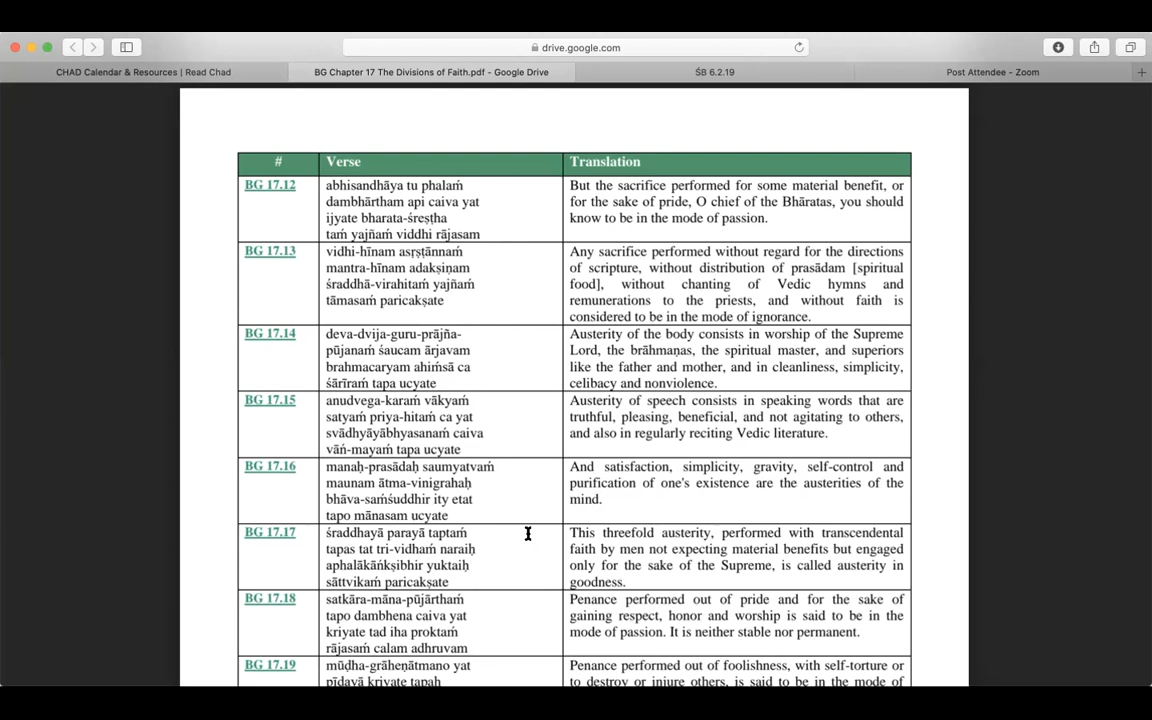 drive.google.com
CHAD Calendar & Resources | Read Chad
BG Chapter 17 The Divisions of Faith.pdf - Google Drive
ŚB 6.2.19
Post Attendee - Zoom
# Verse Translation
BG 17.12
abhisandhāya tu phalaṁ
dambhārtham api caiva yat
ijyate bharata-śreṣṭha
taṁ yajñaṁ viddhi rājasam
But the sacrifice performed for some material benefit, or
for the sake of pride, O chief of the Bhāratas, you should
know to be in the mode of passion.
BG 17.13
vidhi-hīnam asṛṣṭānnaṁ
mantra-hīnam adakṣiṇam
śraddhā-virahitaṁ yajñaṁ
tāmasaṁ paricakṣate
Any sacrifice performed without regard for the directions
of scripture, without distribution of prasādam [spiritual
food], without chanting of Vedic hymns and
remunerations to the priests, and without faith is
considered to be in the mode of ignorance.
BG 17.14
deva-dvija-guru-prājña-
pūjanaṁ śaucam ārjavam
brahmacaryam ahiṁsā ca
śārīraṁ tapa ucyate
Austerity of the body consists in worship of the Supreme
Lord, the brāhmaṇas, the spiritual master, and superiors
like the father and mother, and in cleanliness, simplicity,
celibacy and nonviolence.
BG 17.15
anudvega-karaṁ vākyaṁ
satyaṁ priya-hitaṁ ca yat
svādhyāyābhyasanaṁ caiva
vāṅ-mayaṁ tapa ucyate
Austerity of speech consists in speaking words that are
truthful, pleasing, beneficial, and not agitating to others,
and also in regularly reciting Vedic literature.
BG 17.16
manaḥ-prasādaḥ saumyatvaṁ
maunam ātma-vinigrahaḥ
bhāva-saṁśuddhir ity etat
tapo mānasam ucyate
And satisfaction, simplicity, gravity, self-control and
purification of one's existence are the austerities of the
mind.
BG 17.17
śraddhayā parayā taptaṁ
tapas tat tri-vidhaṁ naraiḥ
aphalākāṅkṣibhir yuktaiḥ
sāttvikaṁ paricakṣate
This threefold austerity, performed with transcendental
faith by men not expecting material benefits but engaged
only for the sake of the Supreme, is called austerity in
goodness.
BG 17.18
satkāra-māna-pūjārthaṁ
tapo dambhena caiva yat
kriyate tad iha proktaṁ
rājasaṁ calam adhruvam
Penance performed out of pride and for the sake of
gaining respect, honor and worship is said to be in the
mode of passion. It is neither stable nor permanent.
BG 17.19
mūḍha-grāheṇātmano yat
pīḍayā kriyate tapaḥ
Penance performed out of foolishness, with self-torture or
to destroy or injure others, is said to be in the mode of